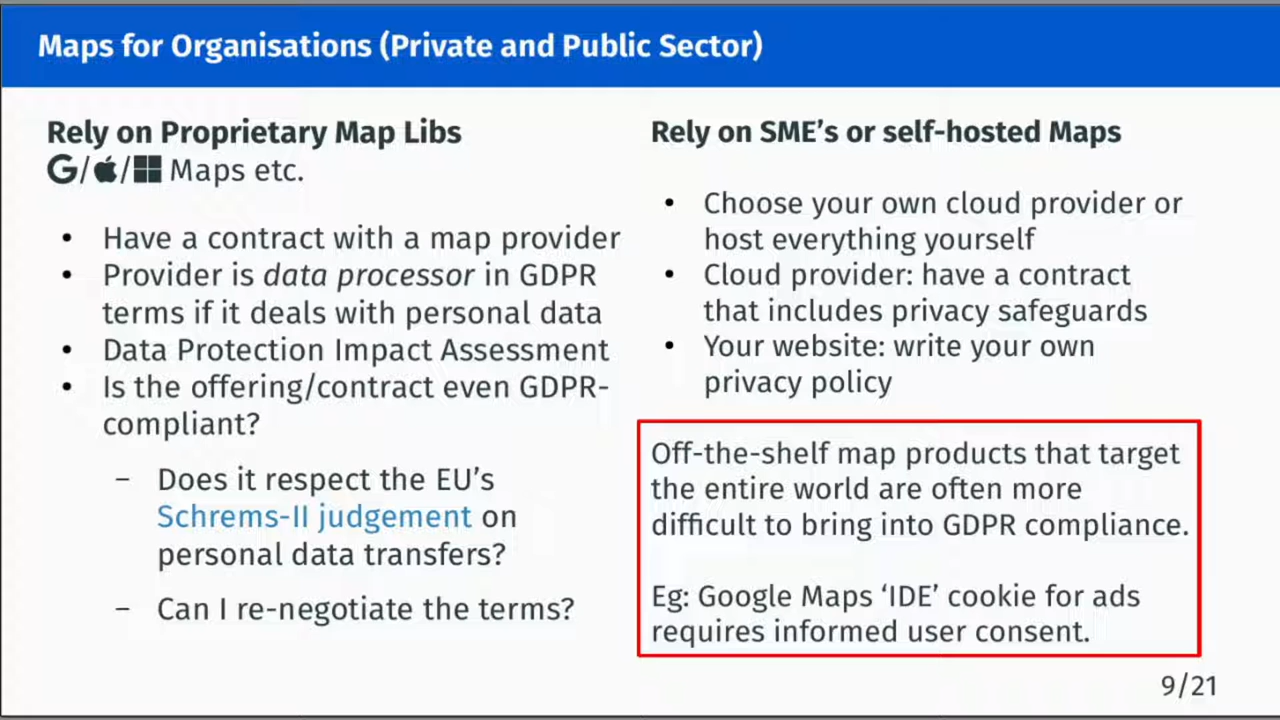 Maps for Organisations (Private and Public Sector)
Rely on Proprietary Map Libs
G/ / Maps etc.
• Have a contract with a map provider
• Provider is data processor in GDPR
terms if it deals with personal data
• Data Protection Impact Assessment
• Is the offering/contract even GDPR-
compliant?
– Does it respect the EU's
Schrems-II judgement on
personal data transfers?
– Can I re-negotiate the terms?
Rely on SME's or self-hosted Maps
• Choose your own cloud provider or
host everything yourself
• Cloud provider: have a contract
that includes privacy safeguards
• Your website: write your own
privacy policy
Off-the-shelf map products that target
the entire world are often more
difficult to bring into GDPR compliance.
Eg: Google Maps ‘IDE’ cookie for ads
requires informed user consent.
9/21